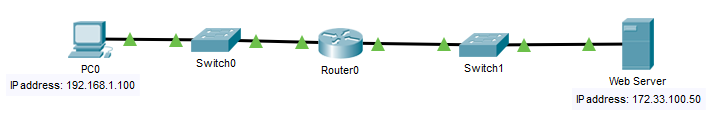 PC0
IP address: 192.168.1.100
Switch0
Router0
Switch1
Web Server
IP address: 172.33.100.50